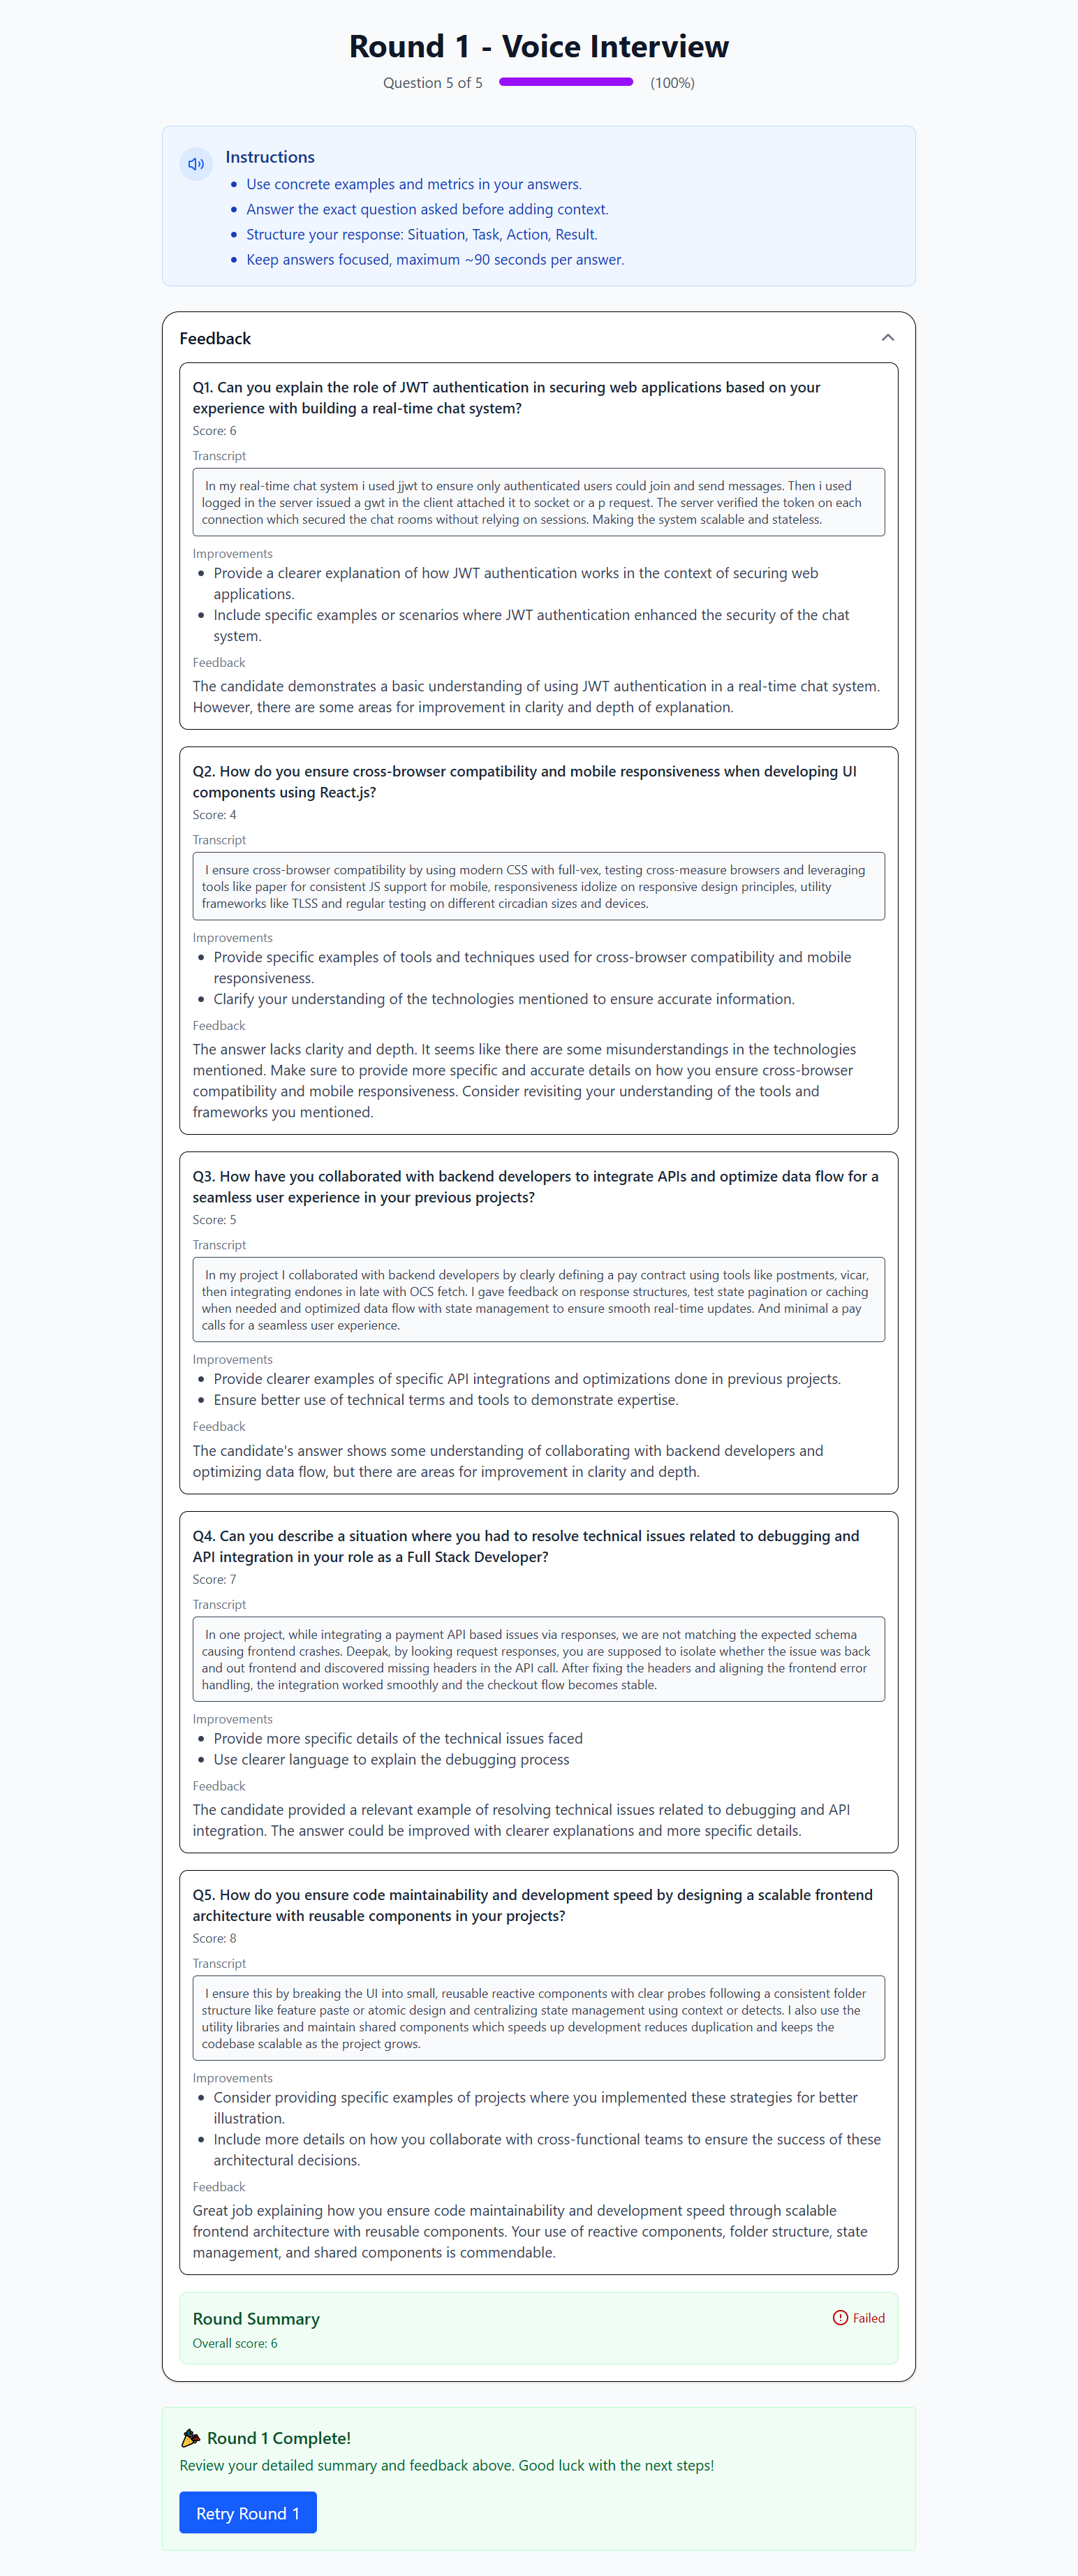 Round 1 - Voice Interview
Question 5 of 5 (100%)
Instructions
Use concrete examples and metrics in your answers.
Answer the exact question asked before adding context.
Structure your response: Situation, Task, Action, Result.
Keep answers focused, maximum ~90 seconds per answer.
Feedback
Q1. Can you explain the role of JWT authentication in securing web applications based on your
experience with building a real-time chat system?
Score: 6
Transcript
In my real-time chat system i used jjwt to ensure only authenticated users could join and send messages. Then i used
logged in the server issued a gwt in the client attached it to socket or a p request. The server verified the token on each
connection which secured the chat rooms without relying on sessions. Making the system scalable and stateless.
Improvements
Provide a clearer explanation of how JWT authentication works in the context of securing web
applications.
Include specific examples or scenarios where JWT authentication enhanced the security of the chat
system.
Feedback
The candidate demonstrates a basic understanding of using JWT authentication in a real-time chat system.
However, there are some areas for improvement in clarity and depth of explanation.
Q2. How do you ensure cross-browser compatibility and mobile responsiveness when developing UI
components using React.js?
Score: 4
Transcript
I ensure cross-browser compatibility by using modern CSS with full-vex, testing cross-measure browsers and leveraging
tools like paper for consistent JS support for mobile, responsiveness idolize on responsive design principles, utility
frameworks like TLSS and regular testing on different circadian sizes and devices.
Improvements
Provide specific examples of tools and techniques used for cross-browser compatibility and mobile
responsiveness.
Clarify your understanding of the technologies mentioned to ensure accurate information.
Feedback
The answer lacks clarity and depth. It seems like there are some misunderstandings in the technologies
mentioned. Make sure to provide more specific and accurate details on how you ensure cross-browser
compatibility and mobile responsiveness. Consider revisiting your understanding of the tools and
frameworks you mentioned.
Q3. How have you collaborated with backend developers to integrate APIs and optimize data flow for a
seamless user experience in your previous projects?
Score: 5
Transcript
In my project I collaborated with backend developers by clearly defining a pay contract using tools like postments, vicar,
then integrating endones in late with OCS fetch. I gave feedback on response structures, test state pagination or caching
when needed and optimized data flow with state management to ensure smooth real-time updates. And minimal a pay
calls for a seamless user experience.
Improvements
Provide clearer examples of specific API integrations and optimizations done in previous projects.
Ensure better use of technical terms and tools to demonstrate expertise.
Feedback
The candidate's answer shows some understanding of collaborating with backend developers and
optimizing data flow, but there are areas for improvement in clarity and depth.
Q4. Can you describe a situation where you had to resolve technical issues related to debugging and
API integration in your role as a Full Stack Developer?
Score: 7
Transcript
In one project, while integrating a payment API based issues via responses, we are not matching the expected schema
causing frontend crashes. Deepak, by looking request responses, you are supposed to isolate whether the issue was back
and out frontend and discovered missing headers in the API call. After fixing the headers and aligning the frontend error
handling, the integration worked smoothly and the checkout flow becomes stable.
Improvements
Provide more specific details of the technical issues faced
Use clearer language to explain the debugging process
Feedback
The candidate provided a relevant example of resolving technical issues related to debugging and API
integration. The answer could be improved with clearer explanations and more specific details.
Q5. How do you ensure code maintainability and development speed by designing a scalable frontend
architecture with reusable components in your projects?
Score: 8
Transcript
I ensure this by breaking the UI into small, reusable reactive components with clear probes following a consistent folder
structure like feature paste or atomic design and centralizing state management using context or detects. I also use the
utility libraries and maintain shared components which speeds up development reduces duplication and keeps the
codebase scalable as the project grows.
Improvements
Consider providing specific examples of projects where you implemented these strategies for better
illustration.
Include more details on how you collaborate with cross-functional teams to ensure the success of these
architectural decisions.
Feedback
Great job explaining how you ensure code maintainability and development speed through scalable
frontend architecture with reusable components. Your use of reactive components, folder structure, state
management, and shared components is commendable.
Round Summary
Failed
Overall score: 6
Round 1 Complete!
Review your detailed summary and feedback above. Good luck with the next steps!
Retry Round 1